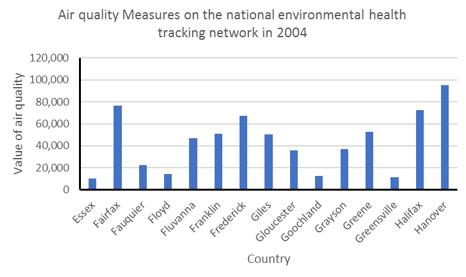 Air quality Measures on the national environmental health
tracking network in 2004
Value of air quality
120,000
100,000
80,000
60,000
40,000
20,000
0
Essex
Fairfax
Fauquier
Floyd
Fluvanna
Franklin
Frederick
Giles
Gloucester
Goochland
Grayson
Greene
Greensville
Halifax
Hanover
Country